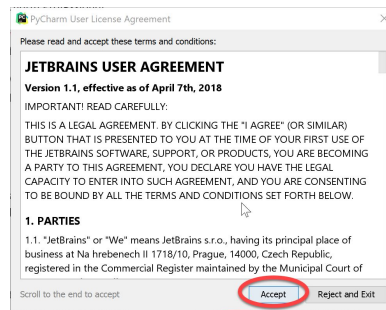 PyCharm User License Agreement
Please read and accept these terms and conditions:
JETBRAINS USER AGREEMENT
Version 1.1, effective as of April 7th, 2018
IMPORTANT! READ CAREFULLY:
THIS IS A LEGAL AGREEMENT. BY CLICKING THE "I AGREE" (OR SIMILAR)
BUTTON THAT IS PRESENTED TO YOU AT THE TIME OF YOUR FIRST USE OF
THE JETBRAINS SOFTWARE, SUPPORT, OR PRODUCTS, YOU ARE BECOMING
A PARTY TO THIS AGREEMENT, YOU DECLARE YOU HAVE THE LEGAL
CAPACITY TO ENTER INTO SUCH AGREEMENT, AND YOU ARE CONSENTING
TO BE BOUND BY ALL THE TERMS AND CONDITIONS SET FORTH BELOW.
1. PARTIES
1.1. "JetBrains" or "We" means JetBrains s.r.o., having its principal place of
business at Na hrebenech II 1718/10, Prague, 14000, Czech Republic,
registered in the Commercial Register maintained by the Municipal Court of
Scroll to the end to accept
Accept
Reject and Exit